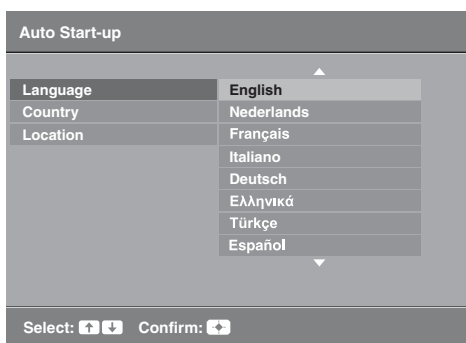 Auto Start-up
Language English
Country Nederlands
Location Français
Italiano
Deutsch
Ελληνικά
Türkçe
Español
Select: Confirm: